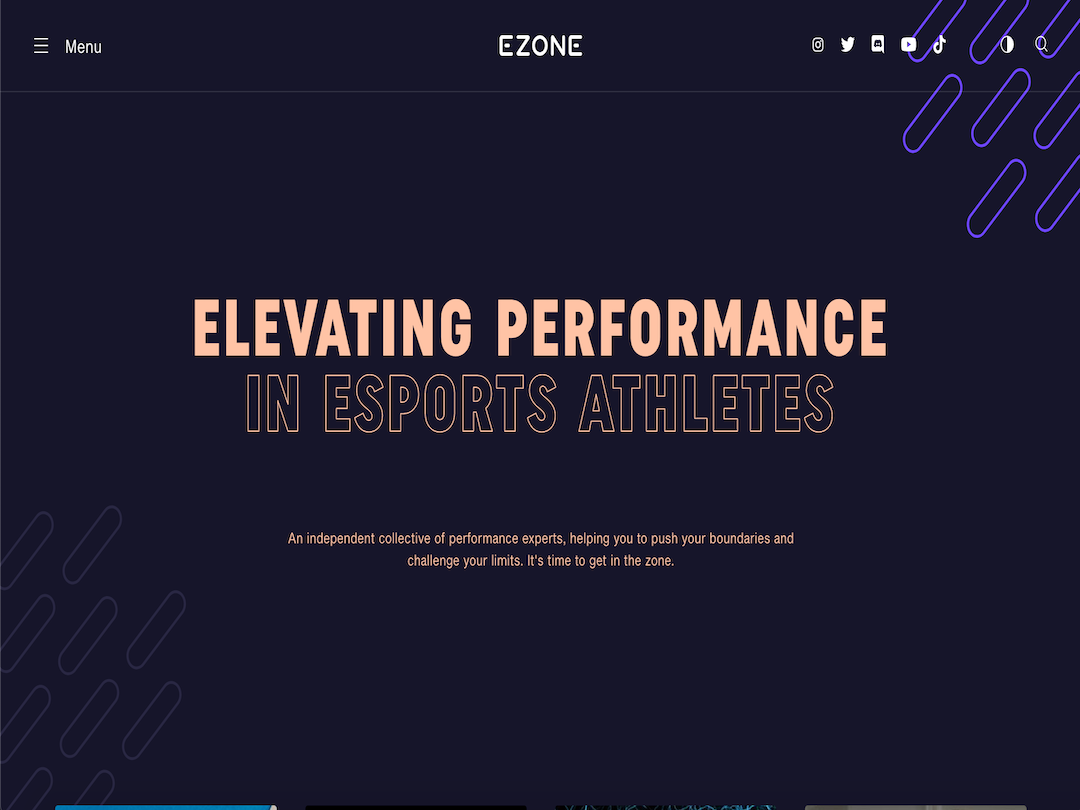 Menu
EZONE
ELEVATING PERFORMANCE
IN ESPORTS ATHLETES
An independent collective of performance experts, helping you to push your boundaries and
challenge your limits. It's time to get in the zone.